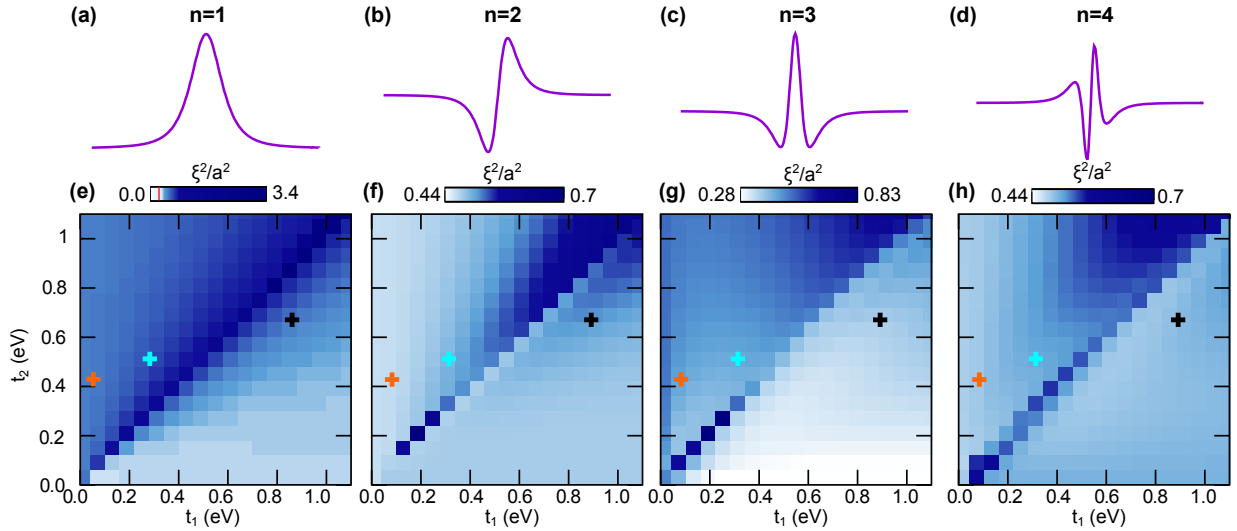 (a) n=1 (b) n=2 (c) n=3 (d) n=4
ξ²/a² ξ²/a² ξ²/a² ξ²/a²
(e) 0.0 3.4 (f) 0.44 0.7 (g) 0.28 0.83 (h) 0.44 0.7
1
0.8
0.6
0.4
0.2
0.0
t₂ (eV)
0.0 0.2 0.4 0.6 0.8 1.0 0.0 0.2 0.4 0.6 0.8 1.0 0.2 0.4 0.6 0.8 1.0 0.0 0.2 0.4 0.6 0.8 1.0
t₁ (eV) t₁ (eV) t₁ (eV) t₁ (eV)